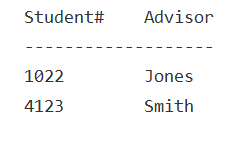 Student#    Advisor
-------------------
1022        Jones
4123        Smith